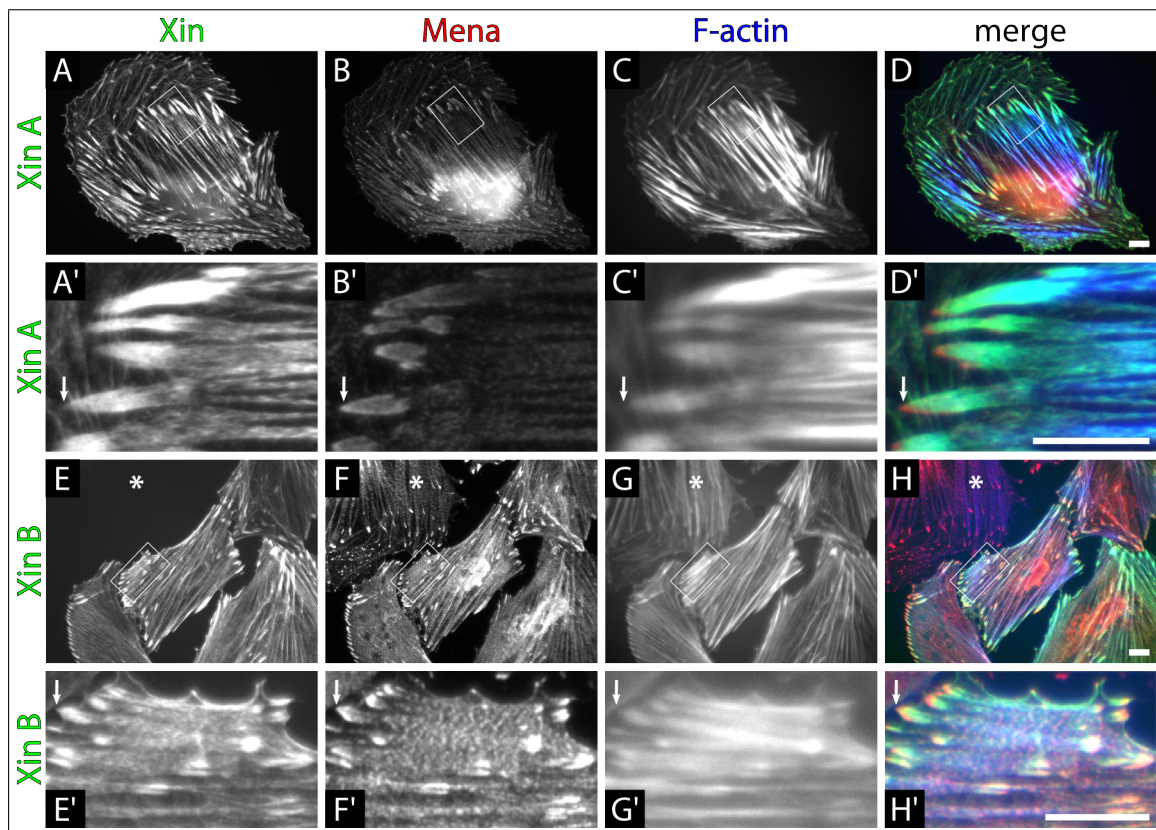 Xin Mena F-actin merge
Xin A A B C D
Xin A A' B' C' D'
Xin B E * F * G * H *
Xin B E' F' G' H'